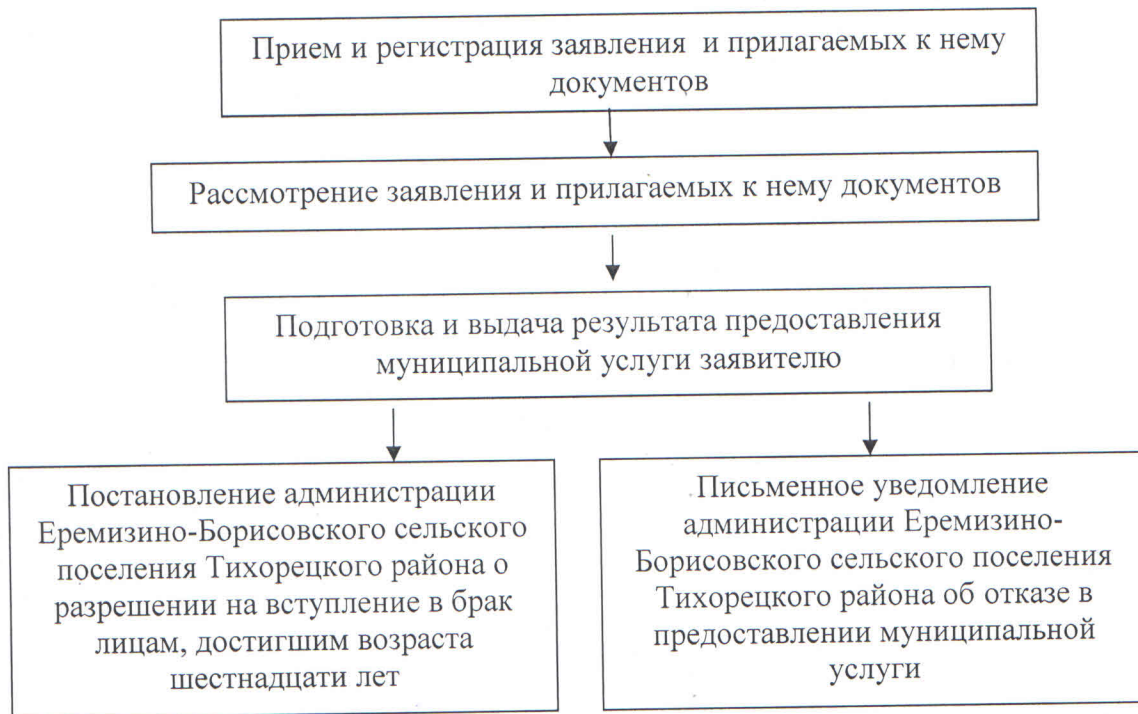 Прием и регистрация заявления и прилагаемых к нему
документов
Рассмотрение заявления и прилагаемых к нему документов
Подготовка и выдача результата предоставления
муниципальной услуги заявителю
Постановление администрации
Еремизино-Борисовского сельского
поселения Тихорецкого района о
разрешении на вступление в брак
лицам, достигшим возраста
шестнадцати лет
Письменное уведомление
администрации Еремизино-
Борисовского сельского поселения
Тихорецкого района об отказе в
предоставлении муниципальной
услуги